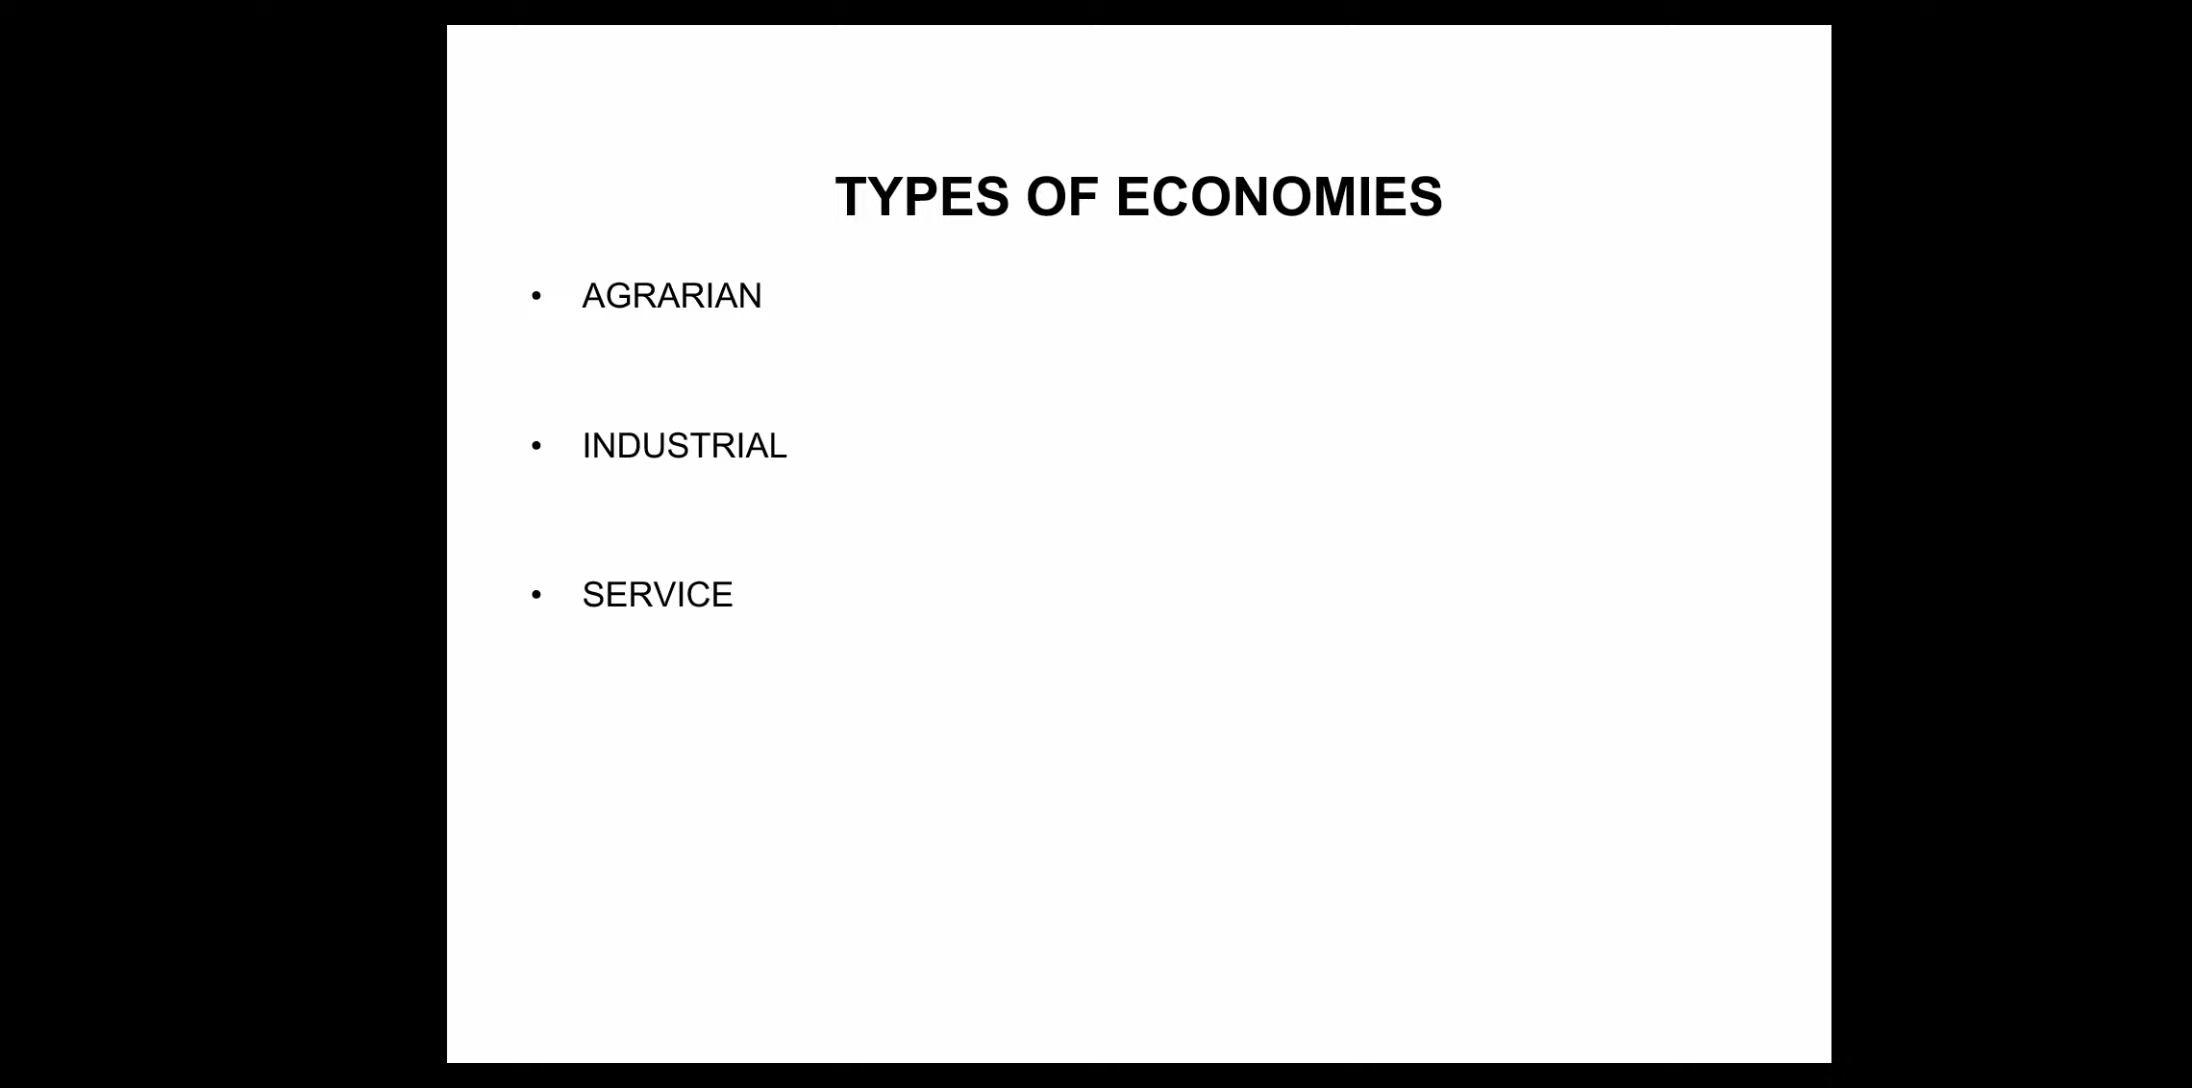 TYPES OF ECONOMIES
• AGRARIAN
• INDUSTRIAL
• SERVICE